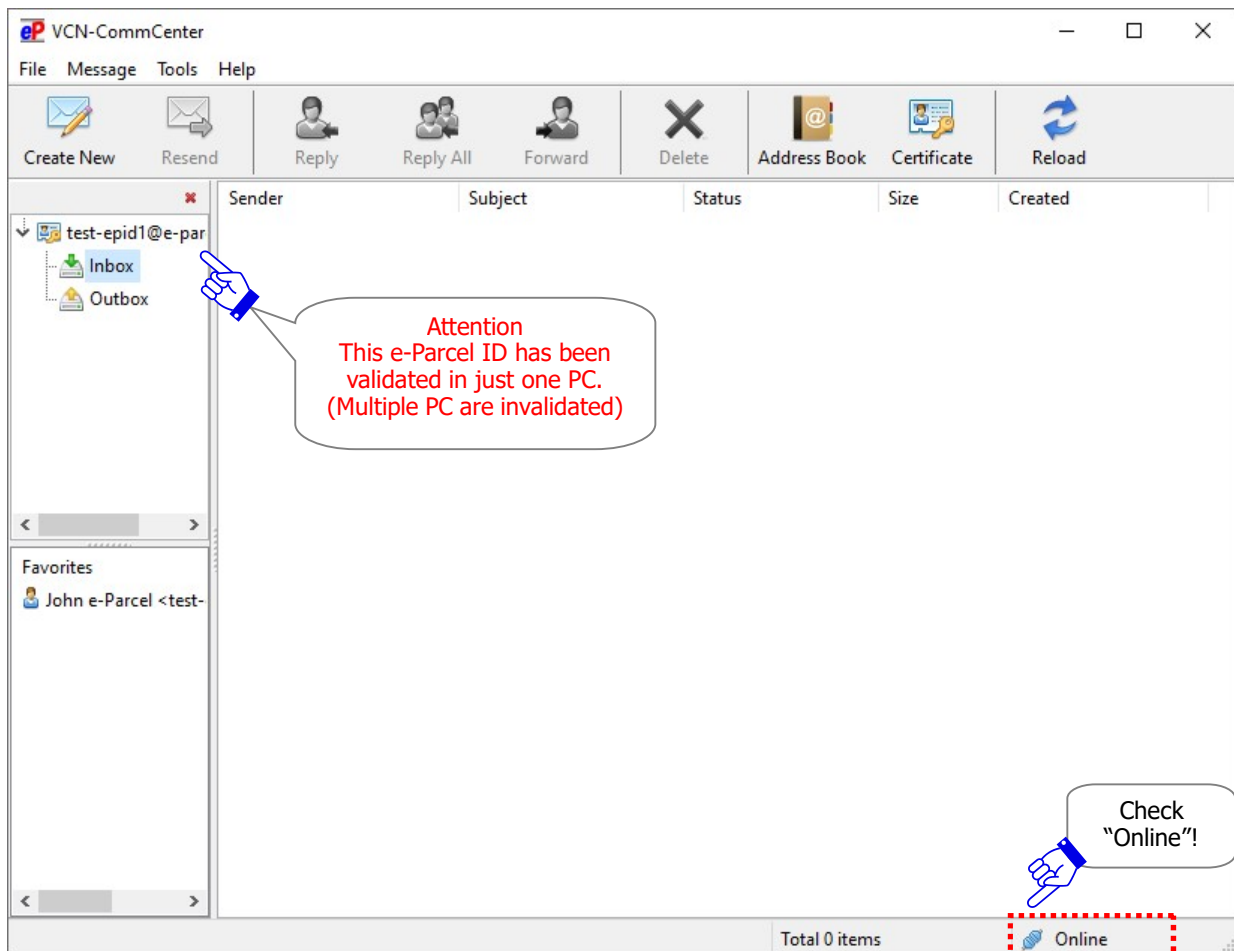 eP VCN-CommCenter
File Message Tools Help
Create New Resend Reply Reply All Forward Delete Address Book Certificate Reload
Sender Subject Status Size Created
test-epid1@e-par
Inbox
Outbox
Attention
This e-Parcel ID has been
validated in just one PC.
(Multiple PC are invalidated)
Favorites
John e-Parcel <test-
Check
“Online”!
Total 0 items Online